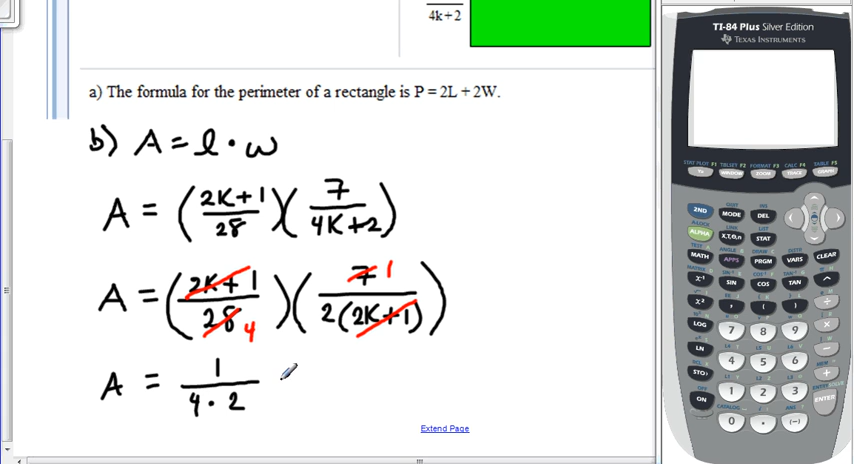 4k+2
a) The formula for the perimeter of a rectangle is P = 2L + 2W.
b) A = l · w
A = (2K+1/28)(7/4K+2)
A = (2K+1/28 4)(7 1/2(2K+1))
A = 1/4 · 2
Extend Page
TI-84 Plus Silver Edition
TEXAS INSTRUMENTS
STAT PLOT F1 TBLSET F2 FORMAT F3 CALC F4 TABLE F5
Y= WINDOW ZOOM TRACE GRAPH
2ND MODE DEL
ALPHA X,T,θ,n STAT
MATH APPS PRGM VARS CLEAR
X⁻¹ SIN COS TAN ^
X² , ( ) ÷
LOG 7 8 9 ×
LN 4 5 6 −
STO› 1 2 3 +
ON 0 . (−) ENTER